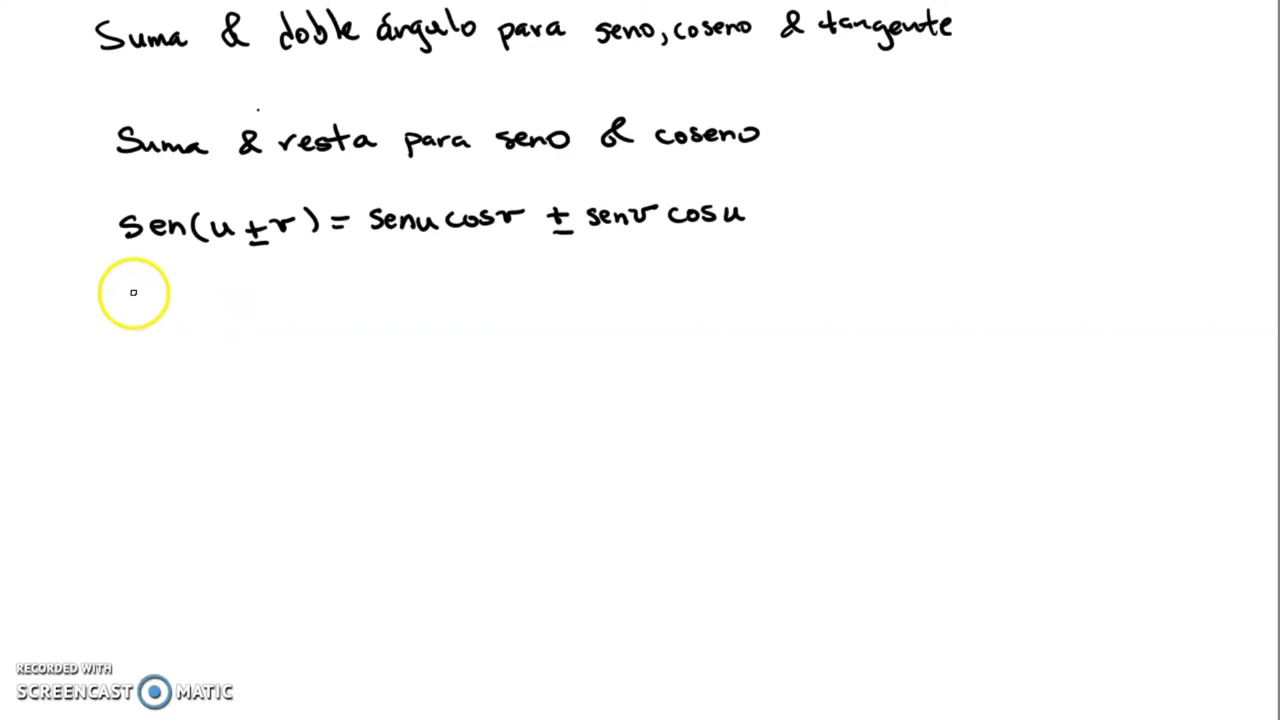 Suma & doble ángulo para seno, coseno & tangente
Suma & resta para seno & coseno
sen(u ± v) = senu cosv ± senv cosu
RECORDED WITH
SCREENCAST MATIC